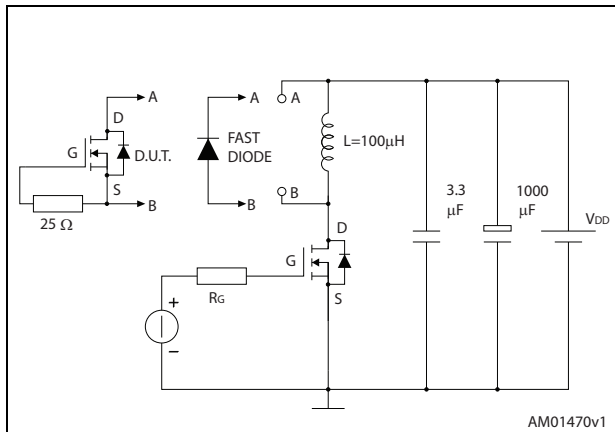 A
A
A
D
FAST
DIODE
L=100µH
G
D.U.T.
S
B
B
B
25 Ω
3.3
µF
1000
µF
VDD
D
G
S
RG
+
–
AM01470v1